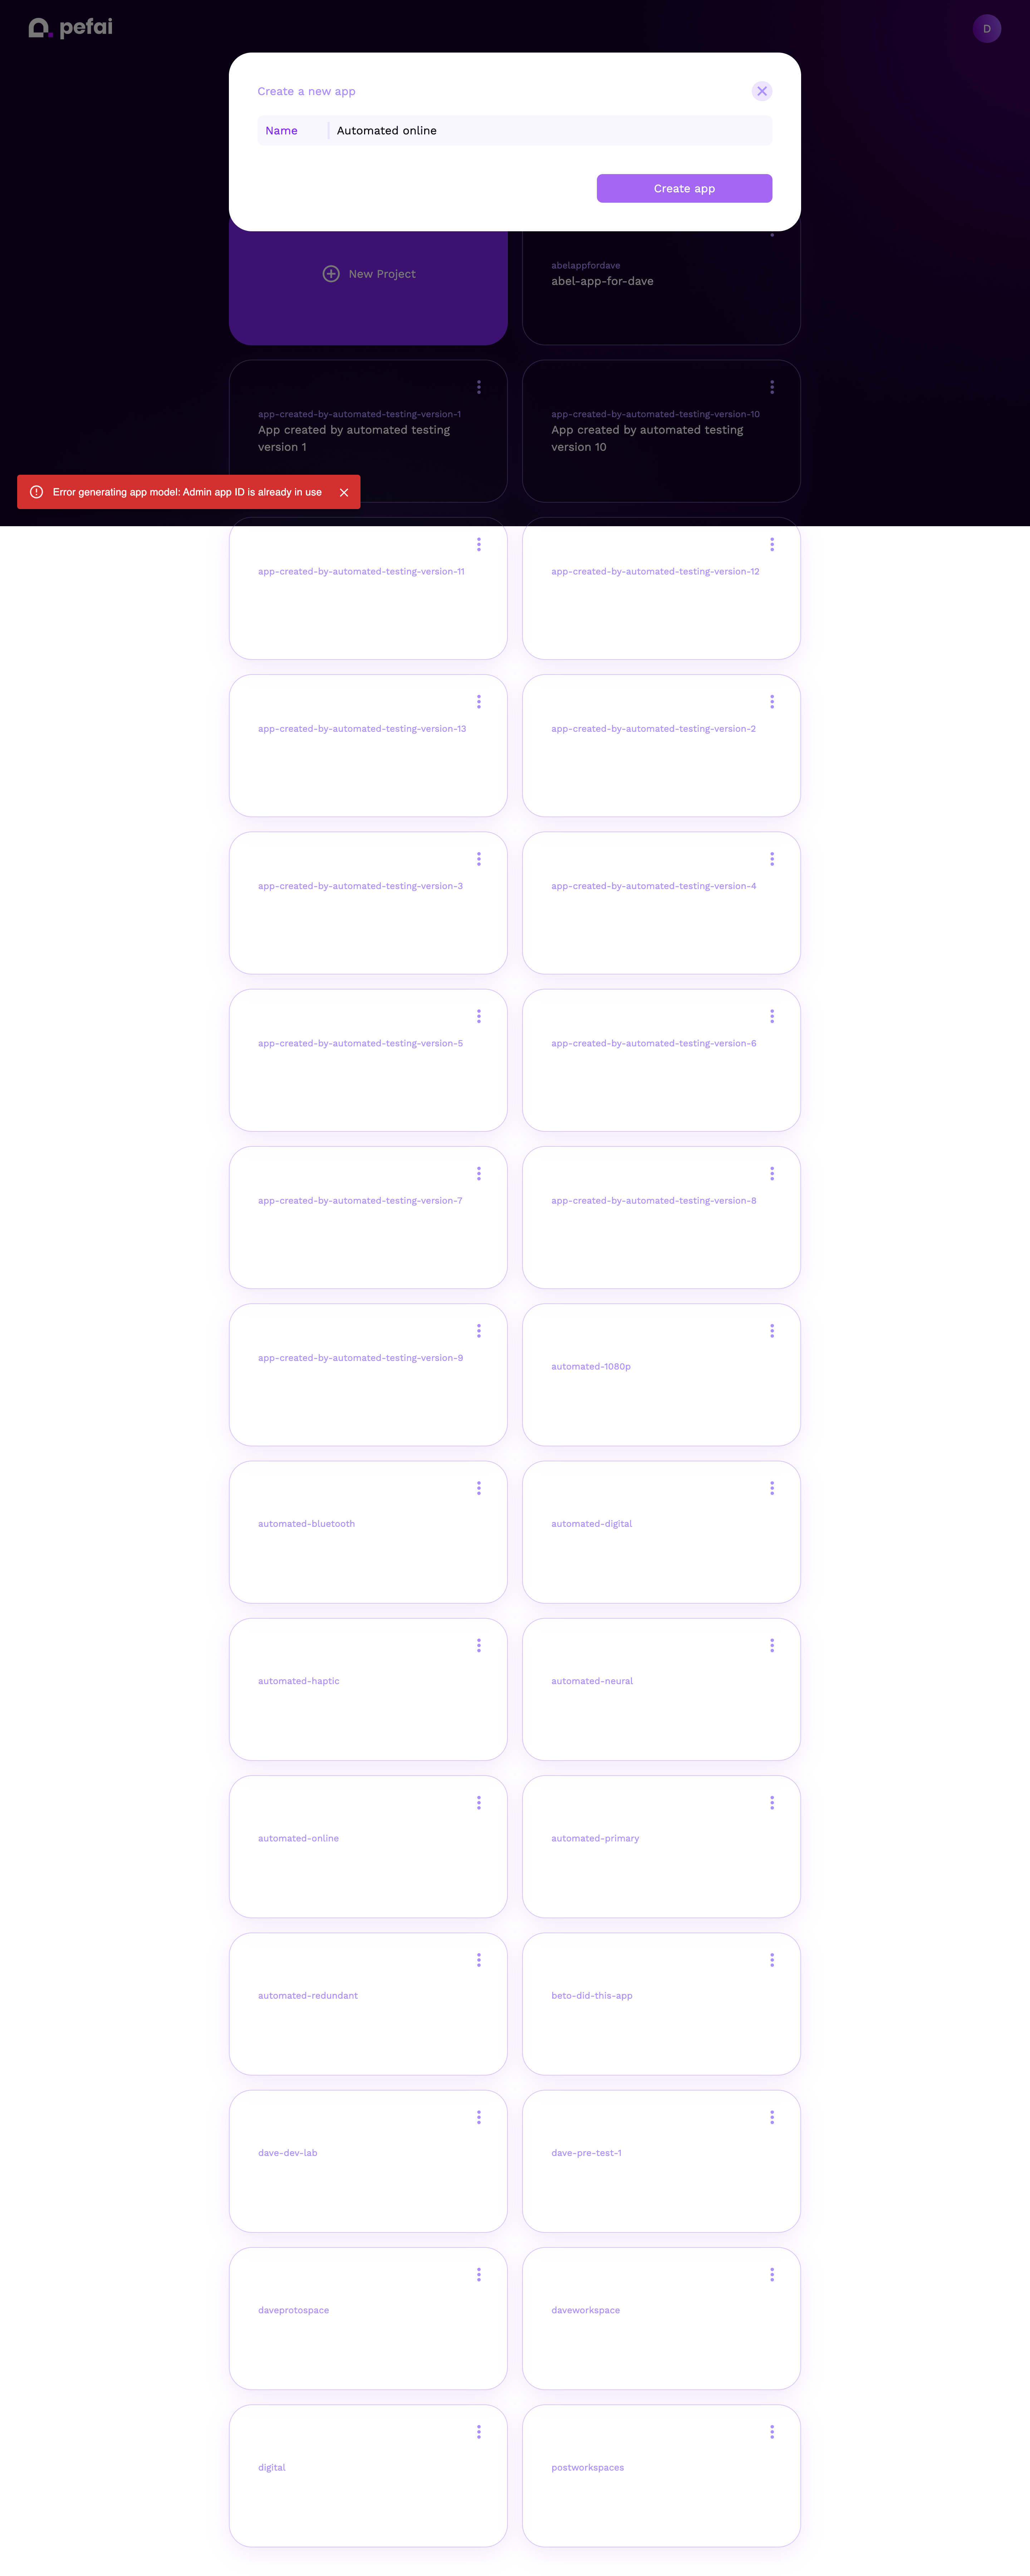 pefai
D
Create a new app
Name
Automated online
Create app
New Project
abelappfordave
abel-app-for-dave
app-created-by-automated-testing-version-1
App created by automated testing
version 1
app-created-by-automated-testing-version-10
App created by automated testing
version 10
Error generating app model: Admin app ID is already in use
app-created-by-automated-testing-version-11
app-created-by-automated-testing-version-12
app-created-by-automated-testing-version-13
app-created-by-automated-testing-version-2
app-created-by-automated-testing-version-3
app-created-by-automated-testing-version-4
app-created-by-automated-testing-version-5
app-created-by-automated-testing-version-6
app-created-by-automated-testing-version-7
app-created-by-automated-testing-version-8
app-created-by-automated-testing-version-9
automated-1080p
automated-bluetooth
automated-digital
automated-haptic
automated-neural
automated-online
automated-primary
automated-redundant
beto-did-this-app
dave-dev-lab
dave-pre-test-1
daveprotospace
daveworkspace
digital
postworkspaces